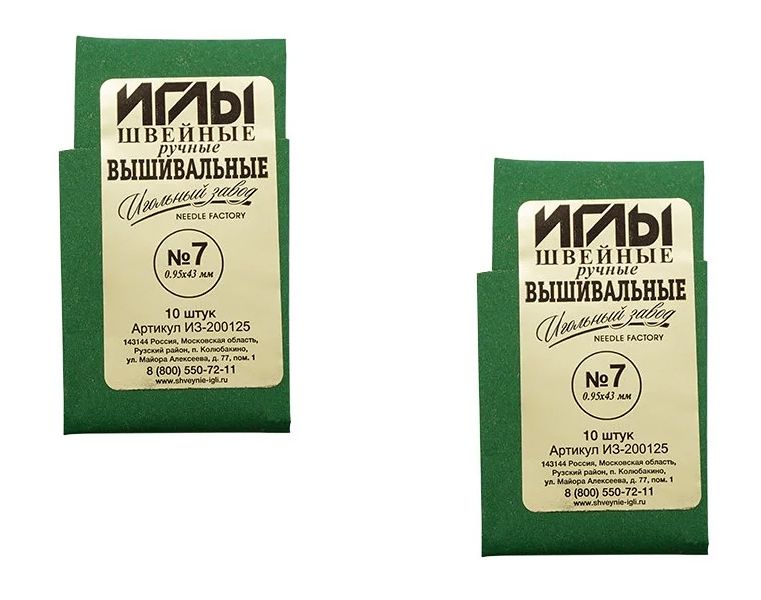 ИГЛЫ
ШВЕЙНЫЕ
ручные
ВЫШИВАЛЬНЫЕ
Игольный завод
NEEDLE FACTORY
№7
0.95х43 мм
10 штук
Артикул ИЗ-200125
143144 Россия, Московская область,
Рузский район, п. Колюбакино,
ул. Майора Алексеева, д. 77, пом. 1
8 (800) 550-72-11
www.shveynie-igli.ru
ИГЛЫ
ШВЕЙНЫЕ
ручные
ВЫШИВАЛЬНЫЕ
Игольный завод
NEEDLE FACTORY
№7
0.95х43 мм
10 штук
Артикул ИЗ-200125
143144 Россия, Московская область,
Рузский район, п. Колюбакино,
ул. Майора Алексеева, д. 77, пом. 1
8 (800) 550-72-11
www.shveynie-igli.ru